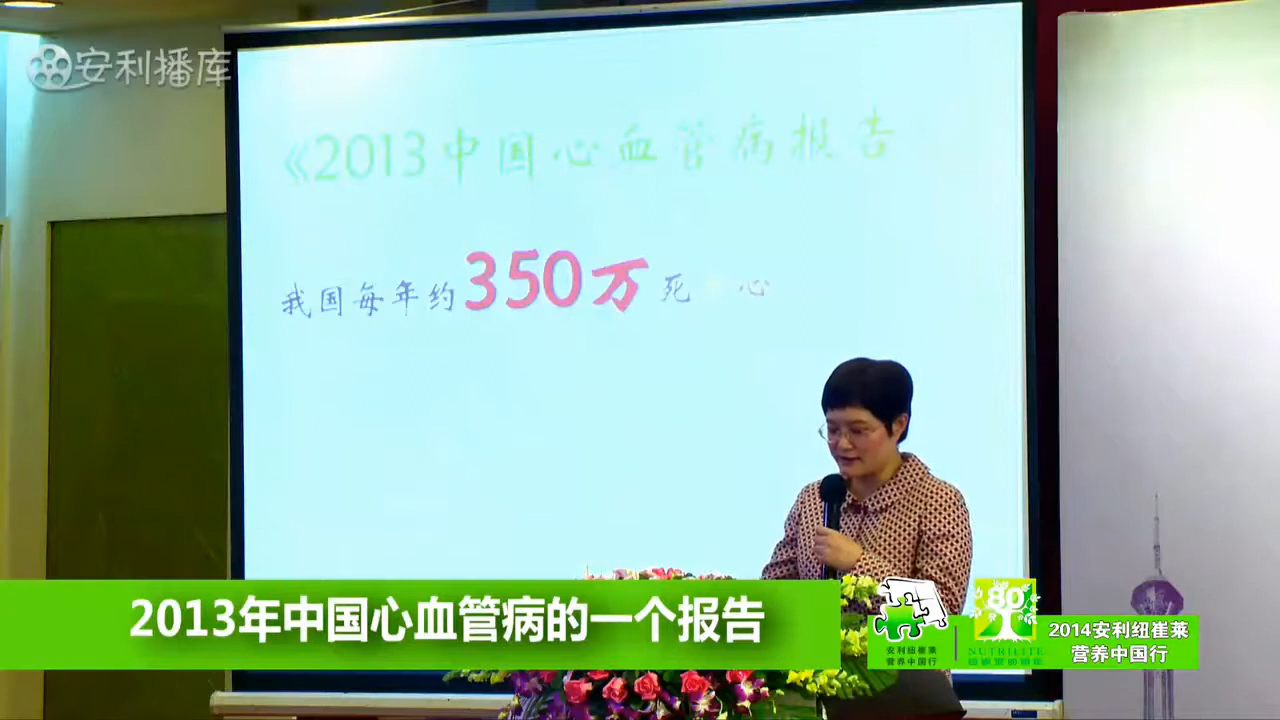 安利播库
《2013中国心血管病报告
我国每年约350万死 心
2013年中国心血管病的一个报告
安利纽崔莱
营养中国行
80
NUTRILITE
2014安利纽崔莱
营养中国行